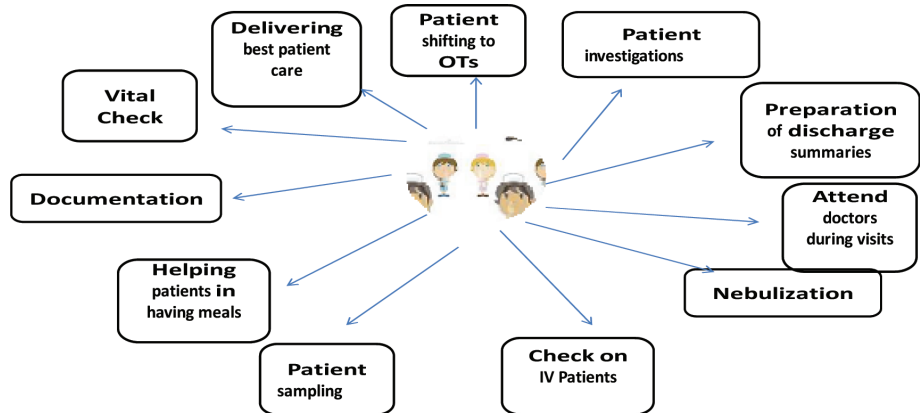 Delivering
best patient
care
Patient
shifting to
OTs
Patient
investigations
Vital
Check
Preparation
of discharge
summaries
Documentation
Attend
doctors
during visits
Helping
patients in
having meals
Nebulization
Patient
sampling
Check on
IV Patients